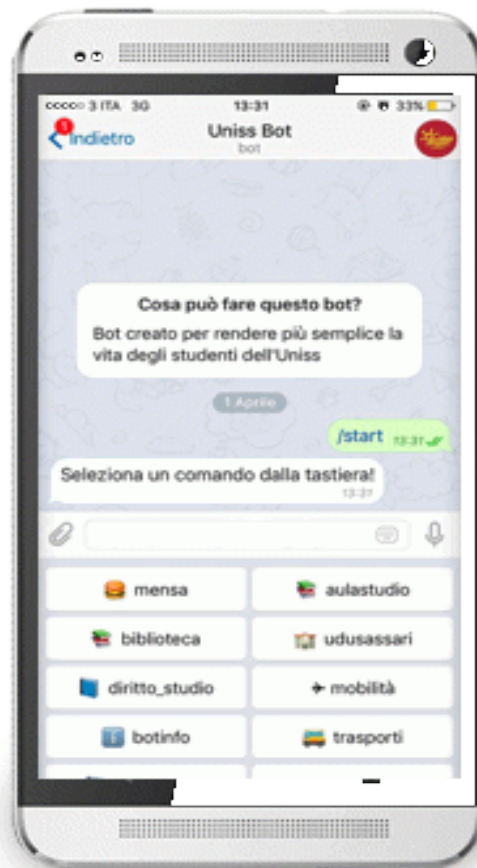 3 ITA 3G 13:31 33%
1
Indietro Uniss Bot
bot
Cosa può fare questo bot?
Bot creato per rendere più semplice la
vita degli studenti dell'Uniss
1 Aprile
/start 13:31
Seleziona un comando dalla tastiera!
13:31
mensa aulastudio
biblioteca udusassari
diritto_studio mobilità
botinfo trasporti